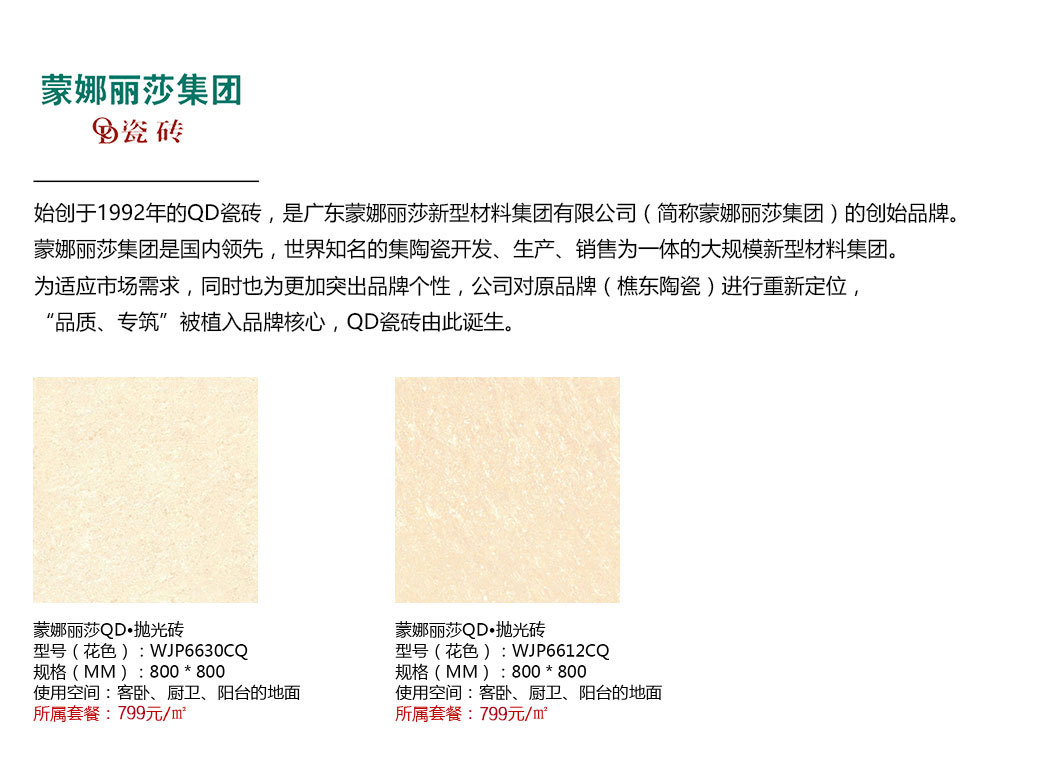 蒙娜丽莎集团
QD瓷砖
始创于1992年的QD瓷砖，是广东蒙娜丽莎新型材料集团有限公司（简称蒙娜丽莎集团）的创始品牌。
蒙娜丽莎集团是国内领先，世界知名的集陶瓷开发、生产、销售为一体的大规模新型材料集团。
为适应市场需求，同时也为更加突出品牌个性，公司对原品牌（樵东陶瓷）进行重新定位，
“品质、专筑”被植入品牌核心，QD瓷砖由此诞生。
蒙娜丽莎QD•抛光砖
型号（花色）：WJP6630CQ
规格（MM）：800 * 800
使用空间：客卧、厨卫、阳台的地面
所属套餐：799元/㎡
蒙娜丽莎QD•抛光砖
型号（花色）：WJP6612CQ
规格（MM）：800 * 800
使用空间：客卧、厨卫、阳台的地面
所属套餐：799元/㎡